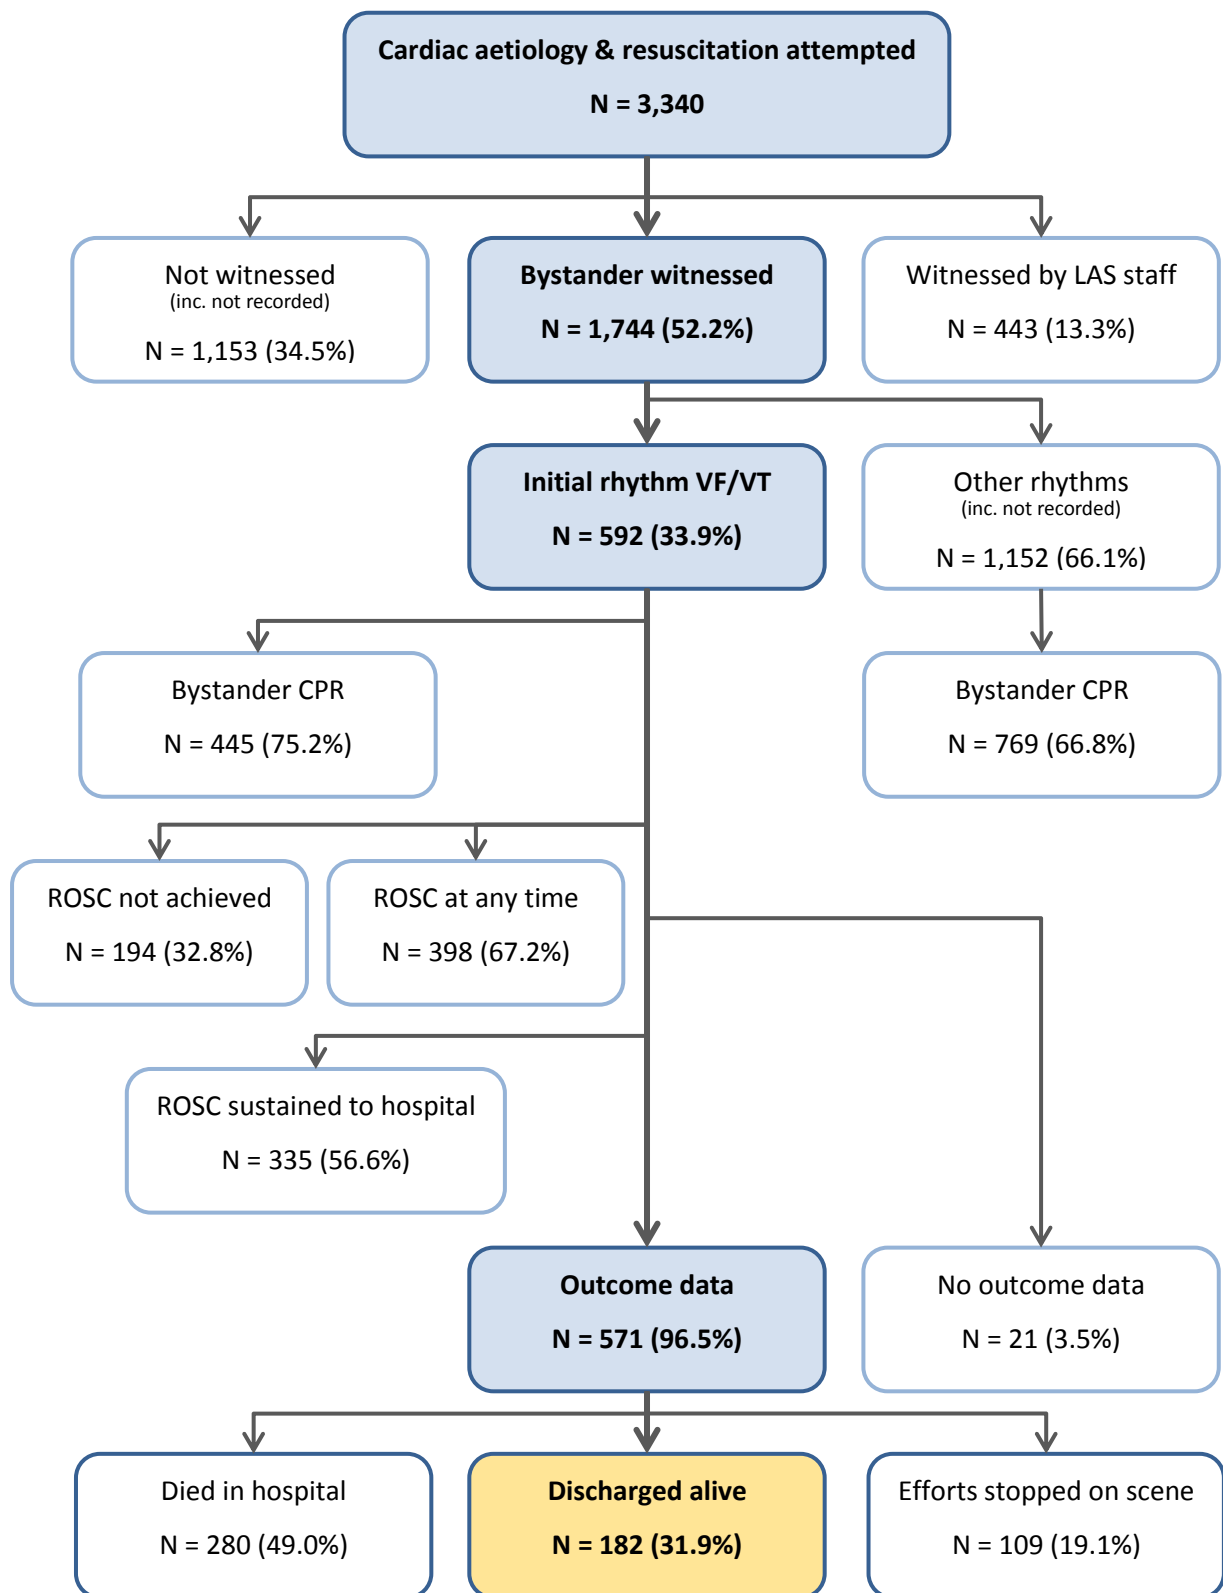 Cardiac aetiology & resuscitation attempted
N = 3,340
Not witnessed
(inc. not recorded)
N = 1,153 (34.5%)
Bystander witnessed
N = 1,744 (52.2%)
Witnessed by LAS staff
N = 443 (13.3%)
Initial rhythm VF/VT
N = 592 (33.9%)
Other rhythms
(inc. not recorded)
N = 1,152 (66.1%)
Bystander CPR
N = 445 (75.2%)
Bystander CPR
N = 769 (66.8%)
ROSC not achieved
N = 194 (32.8%)
ROSC at any time
N = 398 (67.2%)
ROSC sustained to hospital
N = 335 (56.6%)
Outcome data
N = 571 (96.5%)
No outcome data
N = 21 (3.5%)
Died in hospital
N = 280 (49.0%)
Discharged alive
N = 182 (31.9%)
Efforts stopped on scene
N = 109 (19.1%)